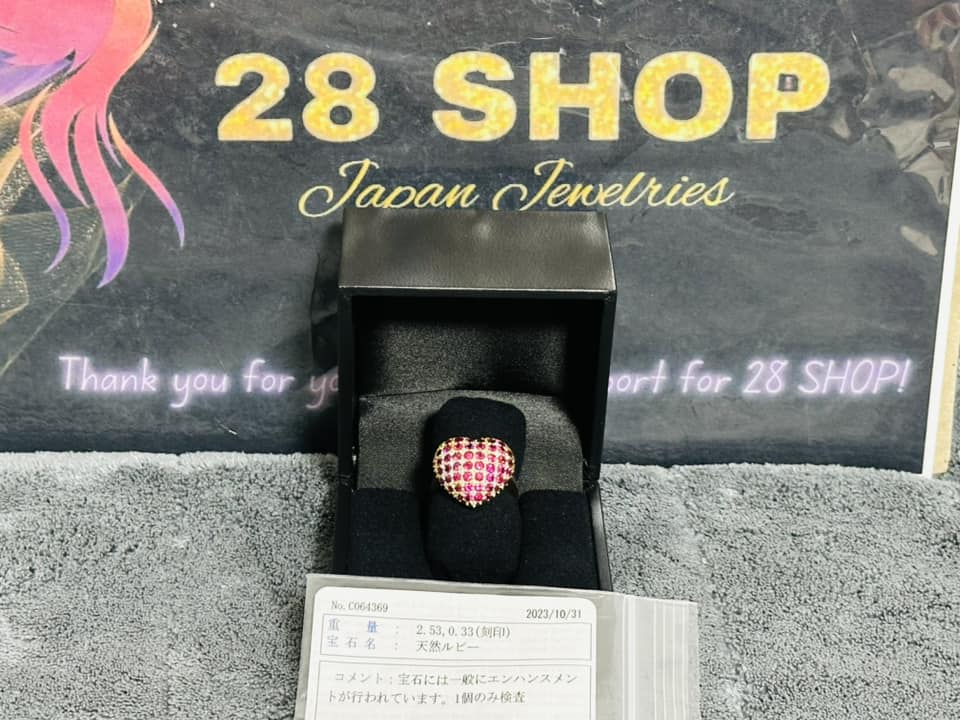 28 SHOP
Japan Jewelries
Thank you for yo port for 28 SHOP!
No. C064369 2023/10/31
重 量 : 2.53, 0.33(刻印)
宝石名 : 天然ルビー
コメント：宝石には一般にエンハンスメン
トが行われています。1個のみ検査